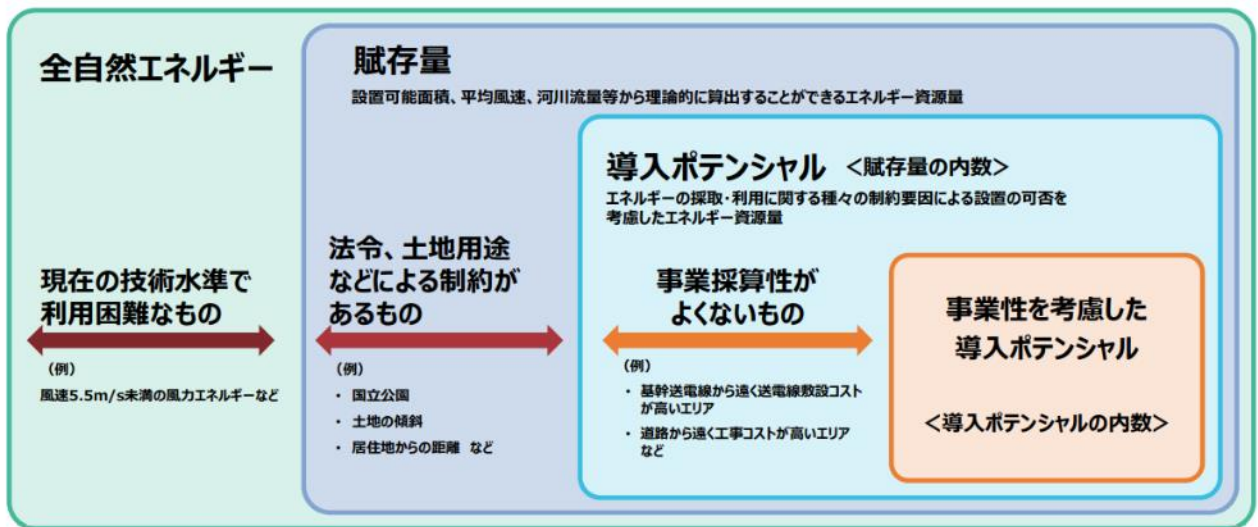 全自然エネルギー
賦存量
設置可能面積、平均風速、河川流量等から理論的に算出することができるエネルギー資源量
導入ポテンシャル ＜賦存量の内数＞
エネルギーの採取・利用に関する種々の制約要因による設置の可否を
考慮したエネルギー資源量
現在の技術水準で
利用困難なもの
（例）
風速5.5m/s未満の風力エネルギーなど
法令、土地用途
などによる制約が
あるもの
（例）
・ 国立公園
・ 土地の傾斜
・ 居住地からの距離 など
事業採算性が
よくないもの
（例）
・ 基幹送電線から遠く送電線敷設コスト
が高いエリア
・ 道路から遠く工事コストが高いエリア
など
事業性を考慮した
導入ポテンシャル
＜導入ポテンシャルの内数＞